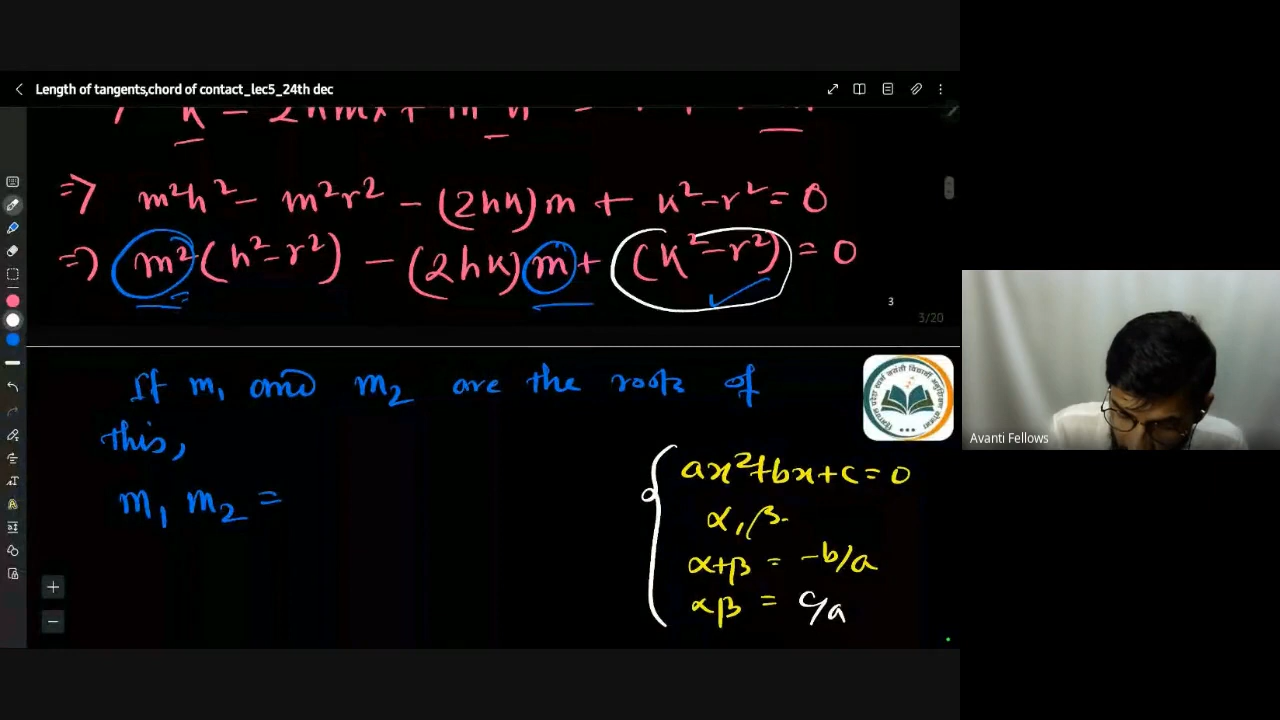 Length of tangents,chord of contact_lec5_24th dec
=> m²h² - m²r² - (2hk)m + k² - r² = 0
=> m²(h² - r²) - (2hk)m + (k² - r²) = 0
3
3/20
If m₁ and m₂ are the roots of
this,
m₁ m₂ =
ax² + bx + c = 0
α, β
α+β = -b/a
αβ = c/a
Avanti Fellows